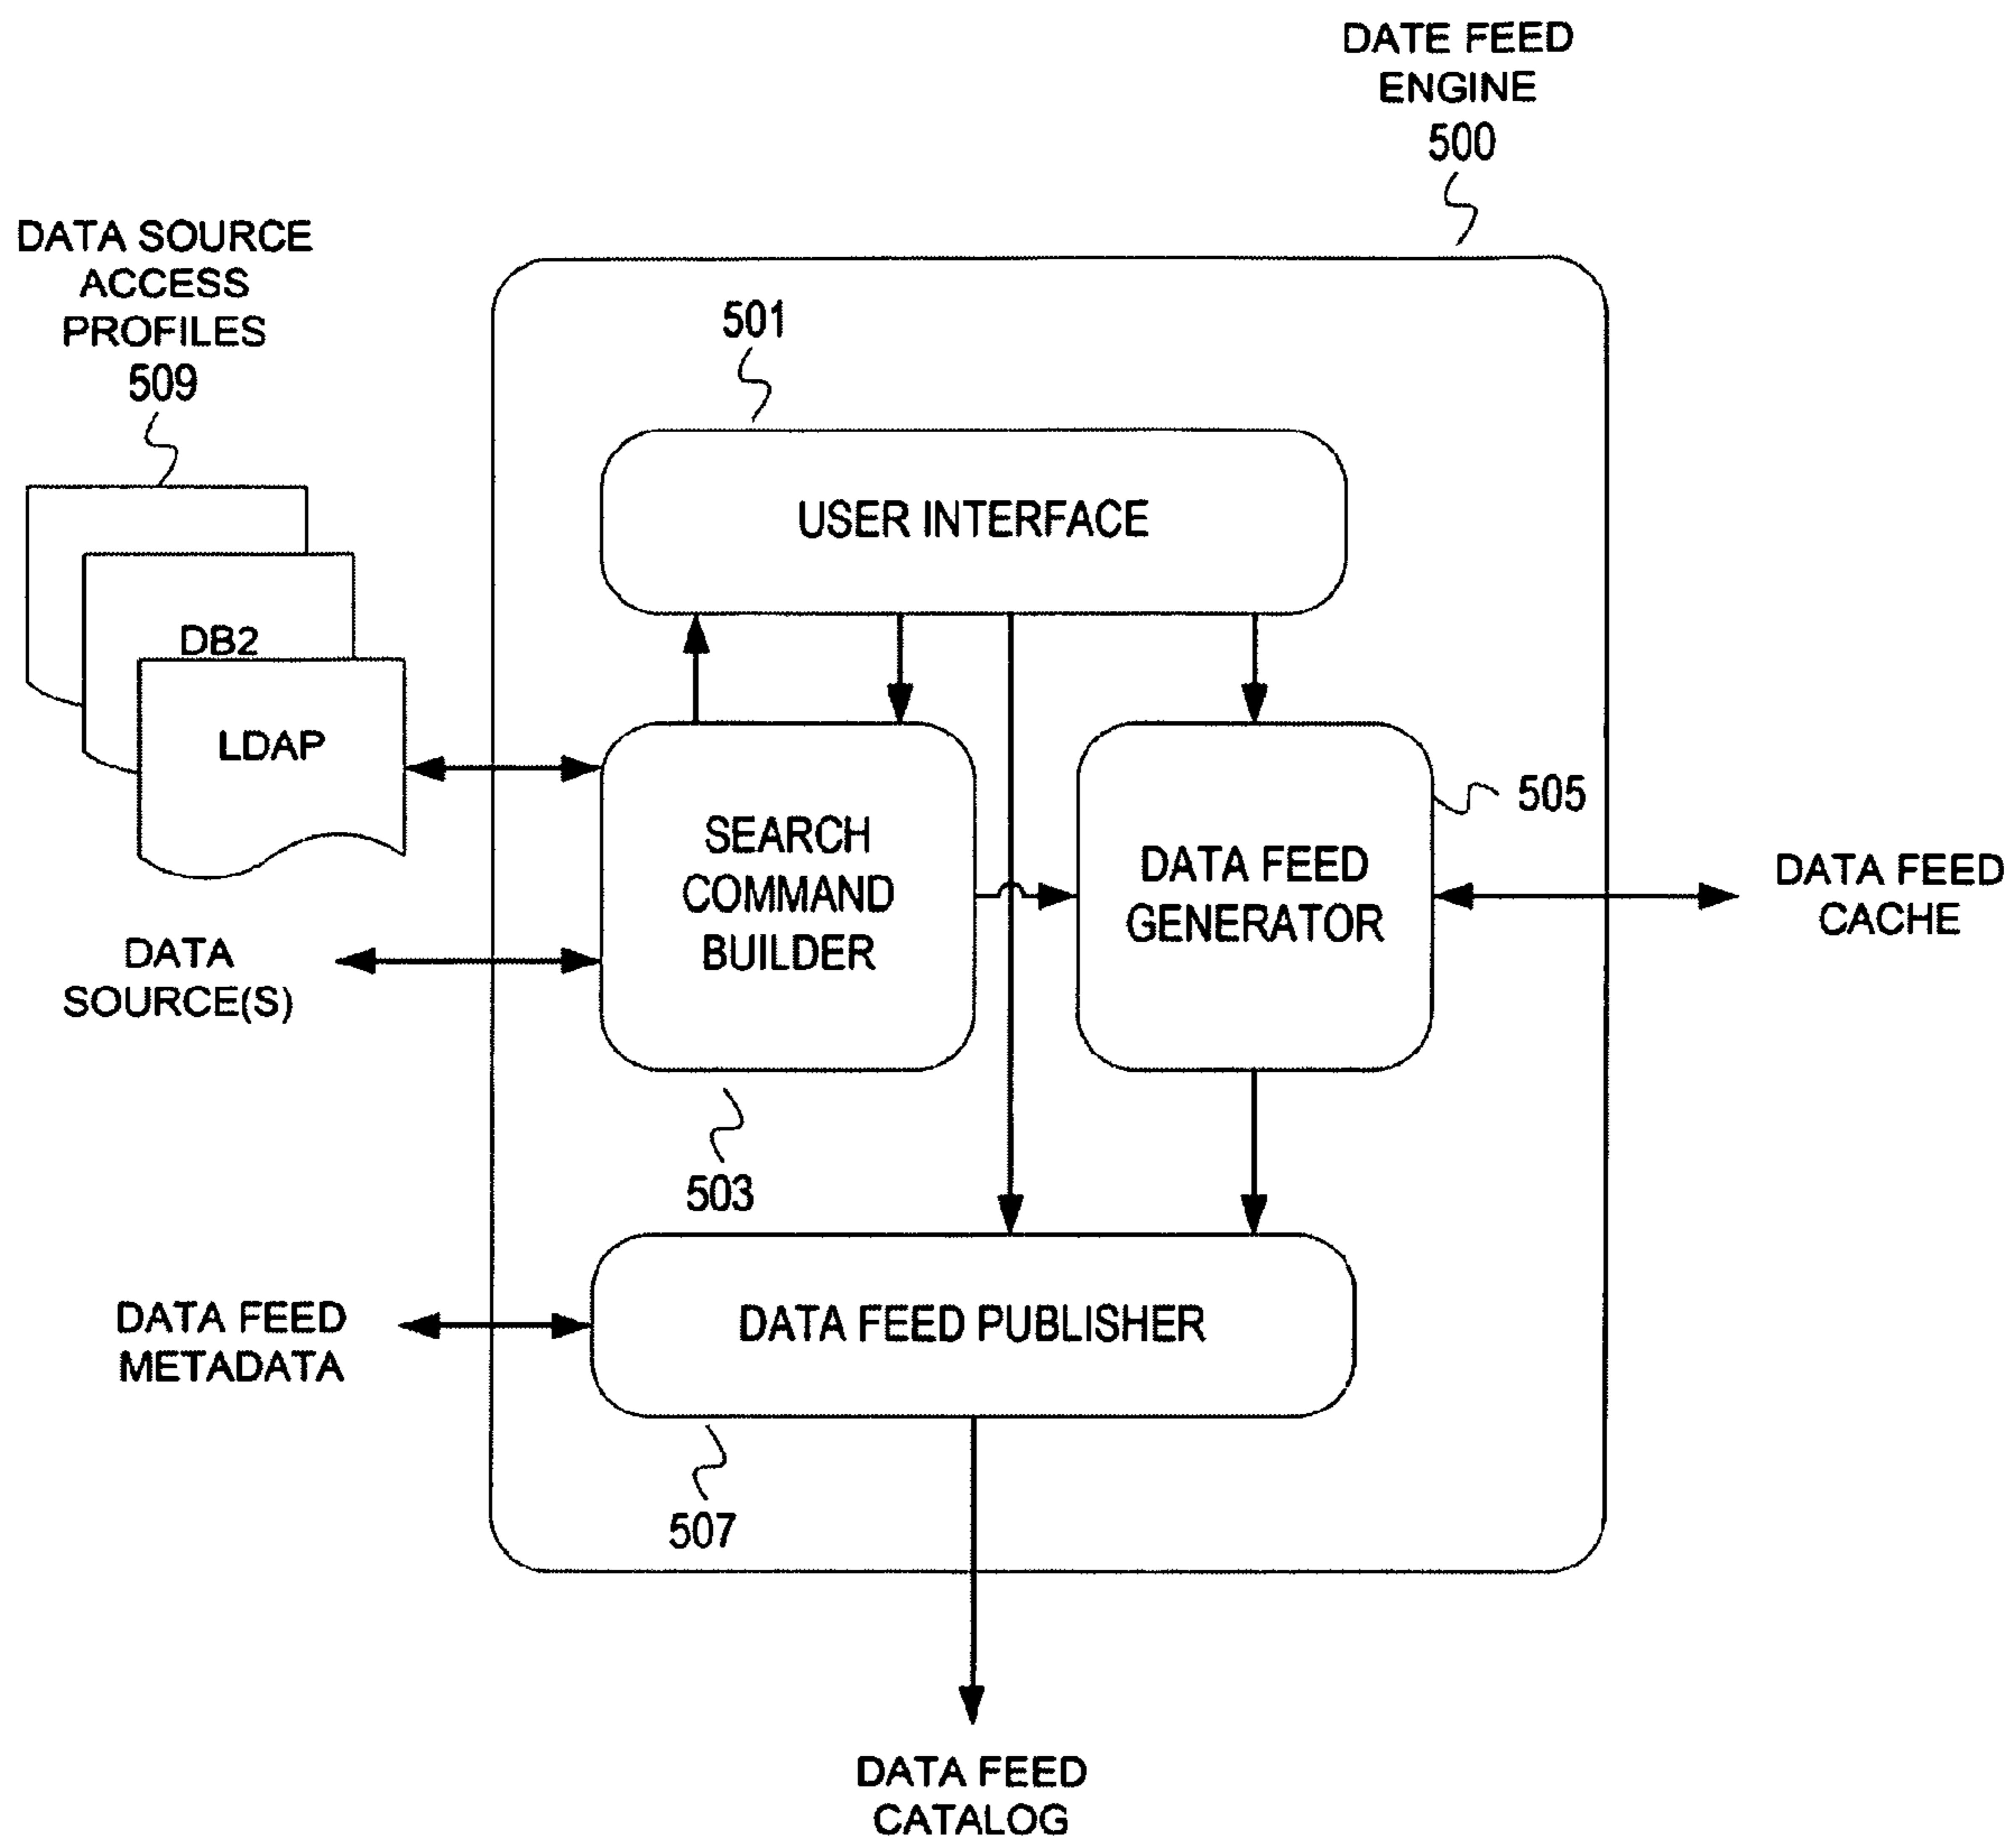 DATE FEED
ENGINE
500
DATA SOURCE
ACCESS
PROFILES
509
501
USER INTERFACE
DB2
LDAP
SEARCH
COMMAND
BUILDER
503
DATA FEED
GENERATOR
505
DATA FEED
CACHE
DATA
SOURCE(S)
DATA FEED PUBLISHER
507
DATA FEED
METADATA
DATA FEED
CATALOG